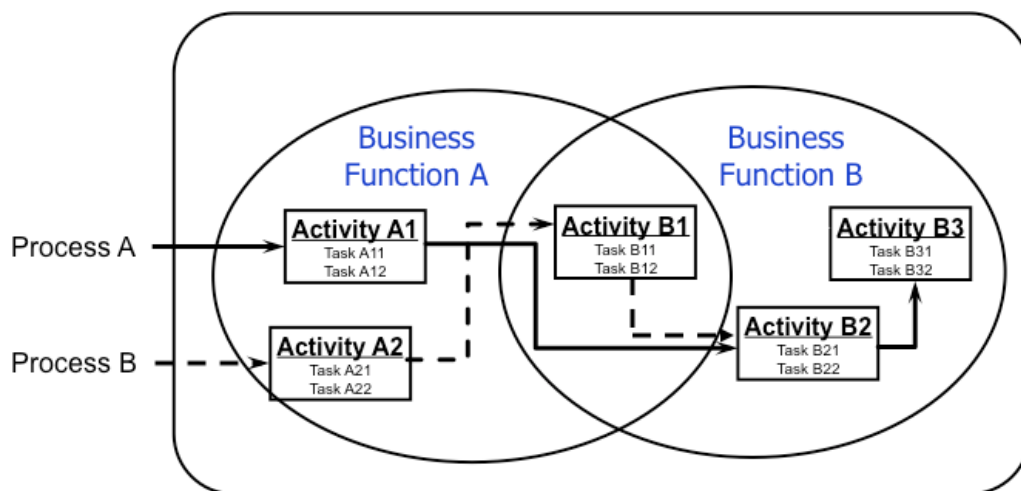 Business
Function A
Business
Function B
Process A
Activity A1
Task A11
Task A12
Activity B1
Task B11
Task B12
Activity B3
Task B31
Task B32
Process B
Activity A2
Task A21
Task A22
Activity B2
Task B21
Task B22